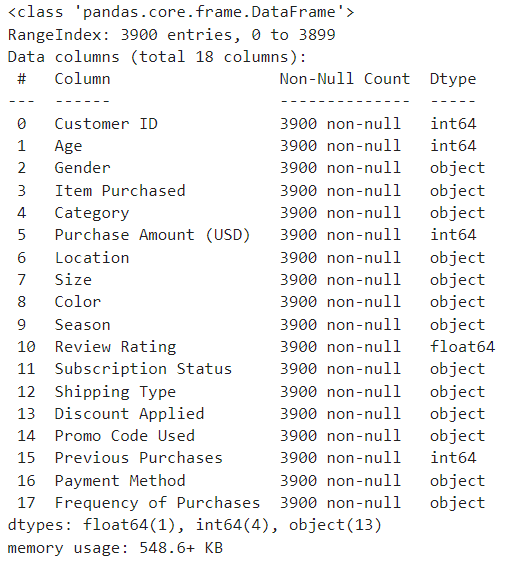 <class 'pandas.core.frame.DataFrame'>
RangeIndex: 3900 entries, 0 to 3899
Data columns (total 18 columns):
 #   Column                  Non-Null Count  Dtype
---  ------                  --------------  -----
 0   Customer ID             3900 non-null   int64
 1   Age                     3900 non-null   int64
 2   Gender                  3900 non-null   object
 3   Item Purchased          3900 non-null   object
 4   Category                3900 non-null   object
 5   Purchase Amount (USD)   3900 non-null   int64
 6   Location                3900 non-null   object
 7   Size                    3900 non-null   object
 8   Color                   3900 non-null   object
 9   Season                  3900 non-null   object
 10  Review Rating           3900 non-null   float64
 11  Subscription Status     3900 non-null   object
 12  Shipping Type           3900 non-null   object
 13  Discount Applied        3900 non-null   object
 14  Promo Code Used         3900 non-null   object
 15  Previous Purchases      3900 non-null   int64
 16  Payment Method          3900 non-null   object
 17  Frequency of Purchases  3900 non-null   object
dtypes: float64(1), int64(4), object(13)
memory usage: 548.6+ KB